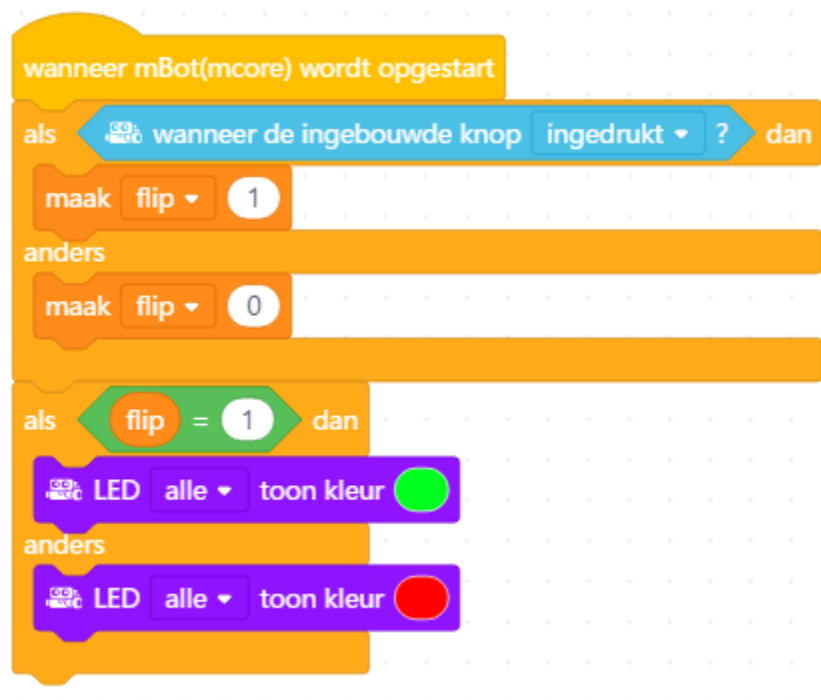 wanneer mBot(mcore) wordt opgestart
als wanneer de ingebouwde knop ingedrukt ? dan
maak flip 1
anders
maak flip 0
als flip = 1 dan
LED alle toon kleur
anders
LED alle toon kleur